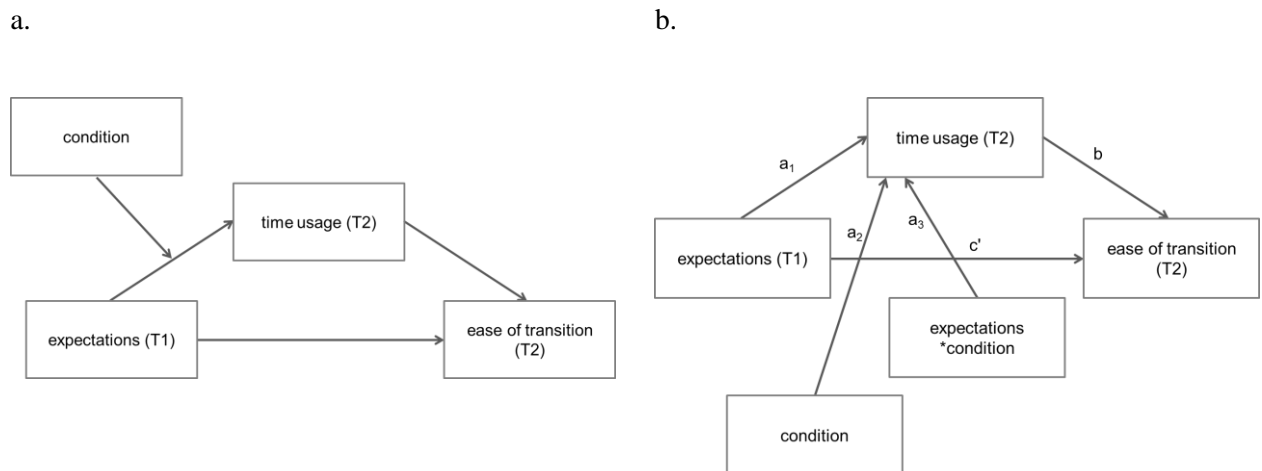 a.
condition
time usage (T2)
expectations (T1)
ease of transition
(T2)
b.
time usage (T2)
a1
b
a2
a3
c'
expectations (T1)
ease of transition
(T2)
expectations
*condition
condition